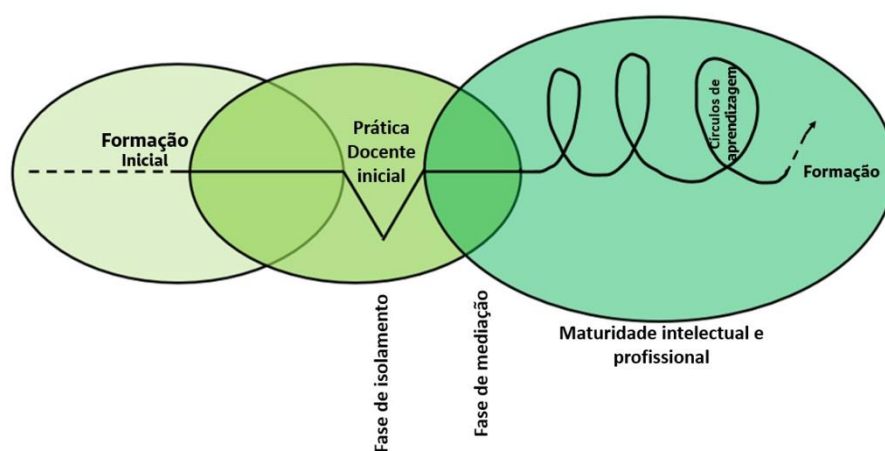 Formação
Inicial
Prática
Docente
inicial
Círculos de
aprendizagem
Formação
Fase de isolamento
Fase de mediação
Maturidade intelectual e
profissional